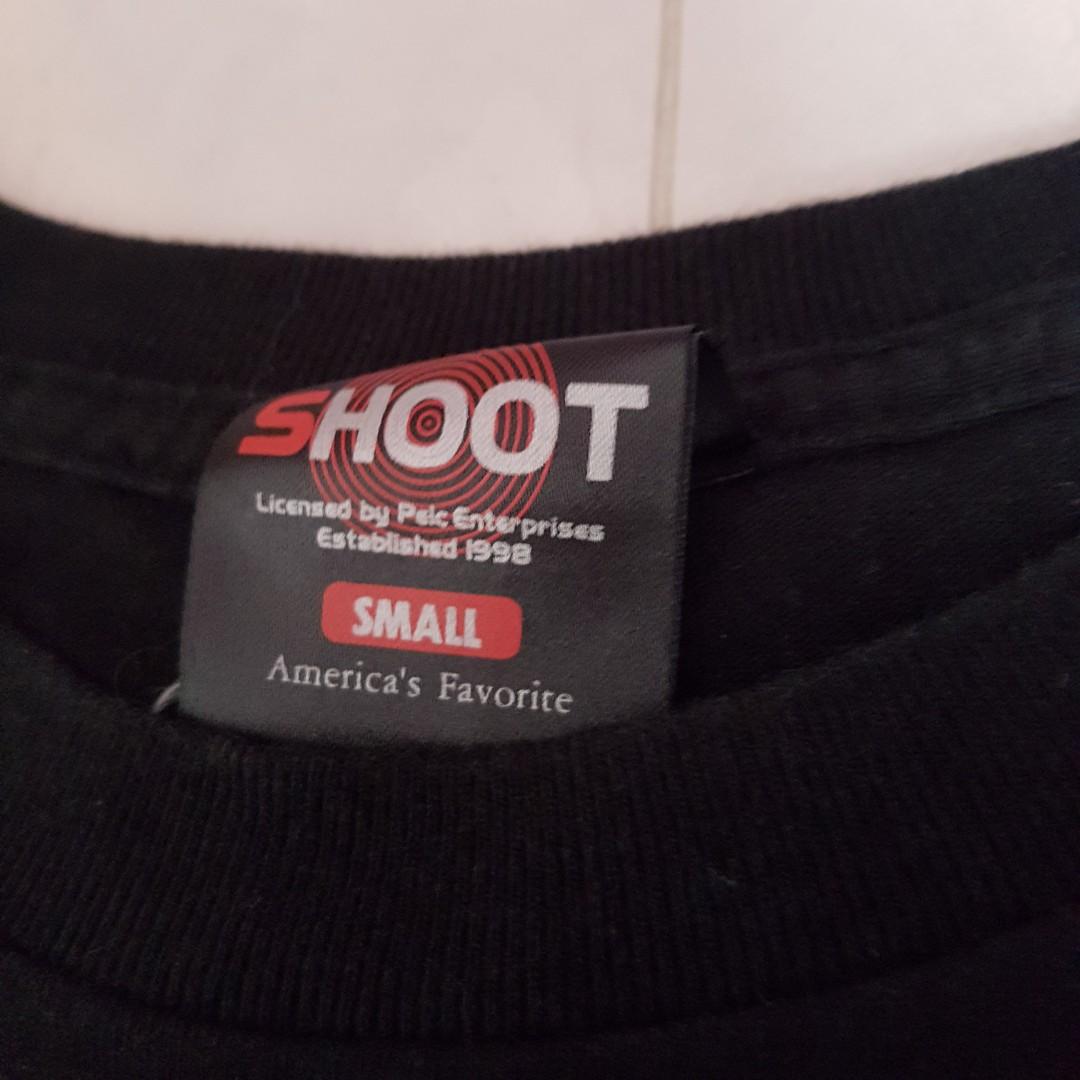 SHOOT
Licensed by Pelc Enterprises
Established 1998
SMALL
America's Favorite